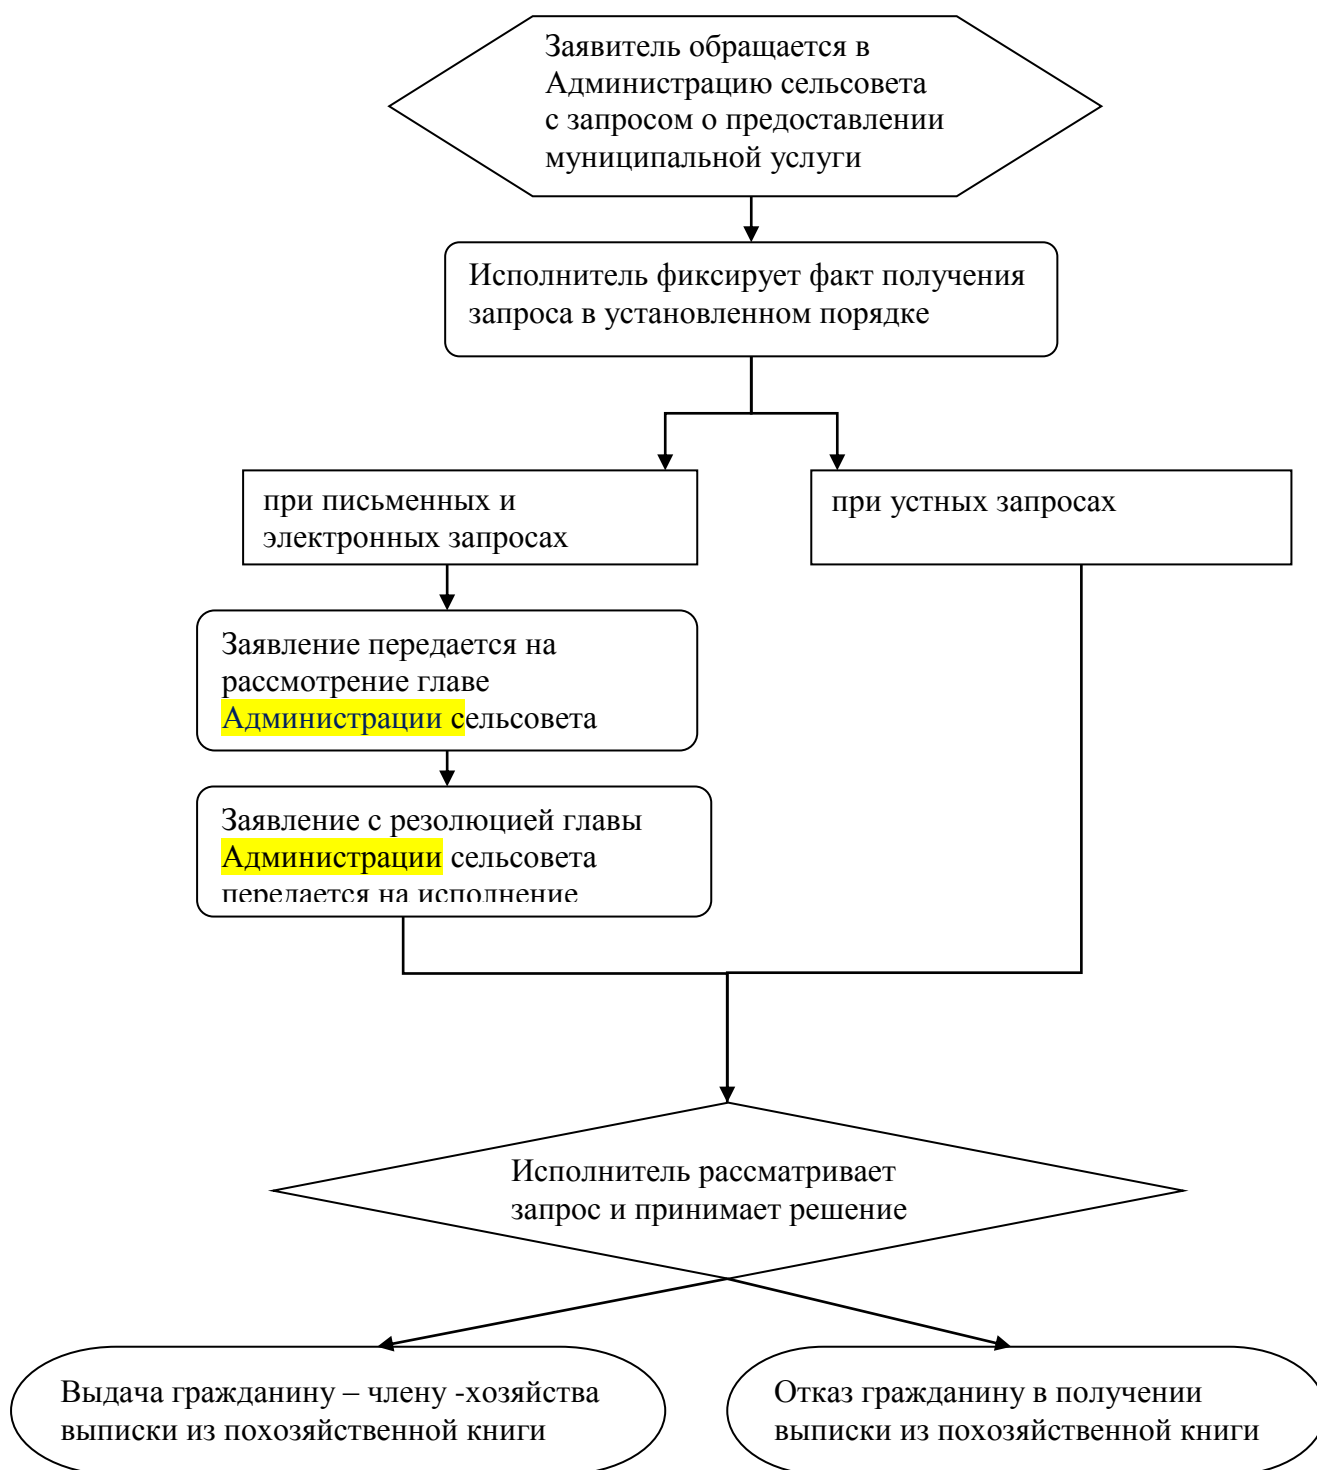 Заявитель обращается в
Администрацию сельсовета
с запросом о предоставлении
муниципальной услуги
Исполнитель фиксирует факт получения
запроса в установленном порядке
при письменных и
электронных запросах
при устных запросах
Заявление передается на
рассмотрение главе
Администрации сельсовета
Заявление с резолюцией главы
Администрации сельсовета
передается на исполнение
Исполнитель рассматривает
запрос и принимает решение
Выдача гражданину – члену -хозяйства
выписки из похозяйственной книги
Отказ гражданину в получении
выписки из похозяйственной книги